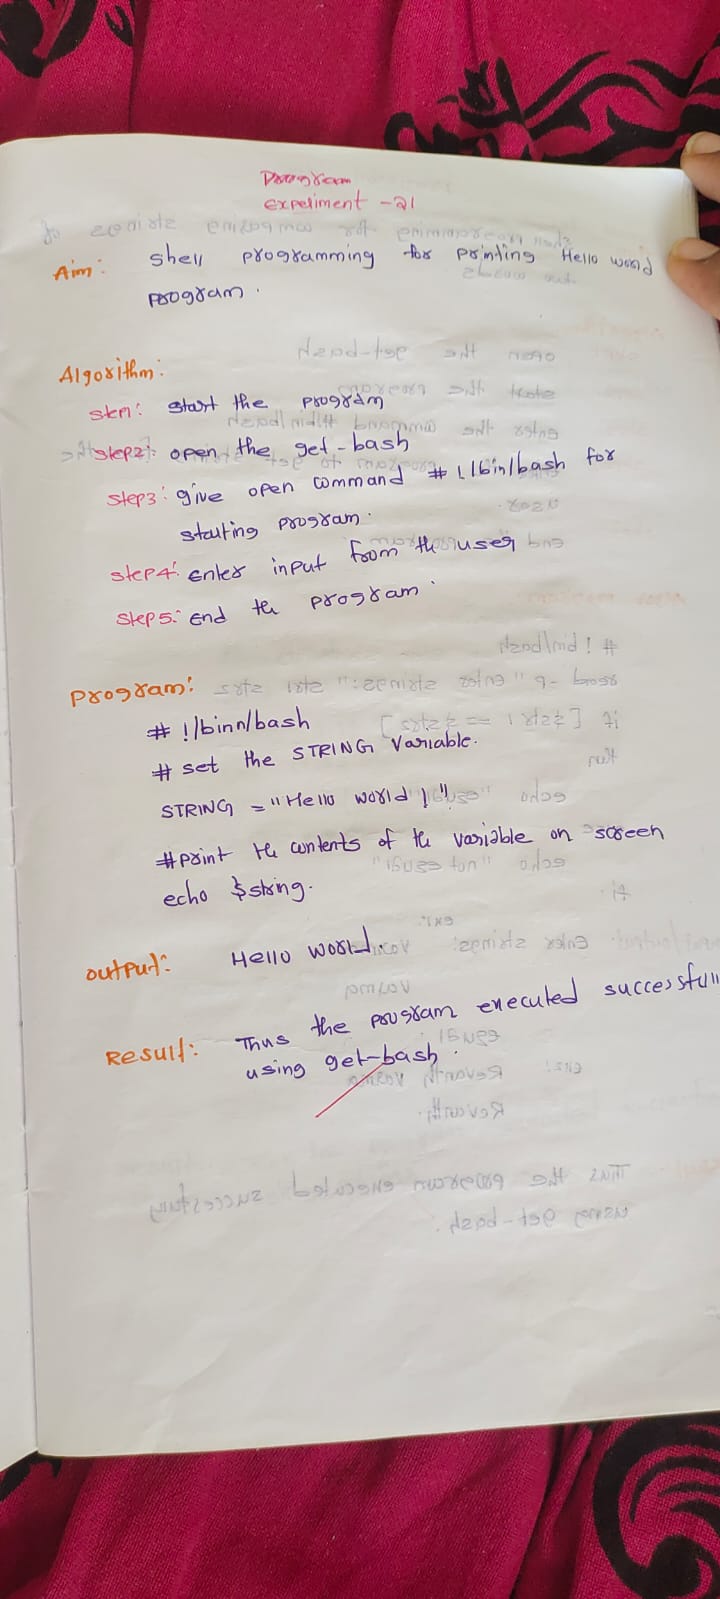 Program
Experiment - 21
Aim: shell programming for printing Hello world
program.
Algorithm:
Step1: start the program
Step2: open the get-bash
Step3: give open command #!/bin/bash for
starting program.
Step4: Enter input from the user
Step5: End the program.
Program:
#!/binn/bash
# set the STRING Variable.
STRING = "Hello world!"
#print the contents of the variable on screen
echo $string.
output: Hello World.
Result: Thus the program executed successfull
using get-bash.